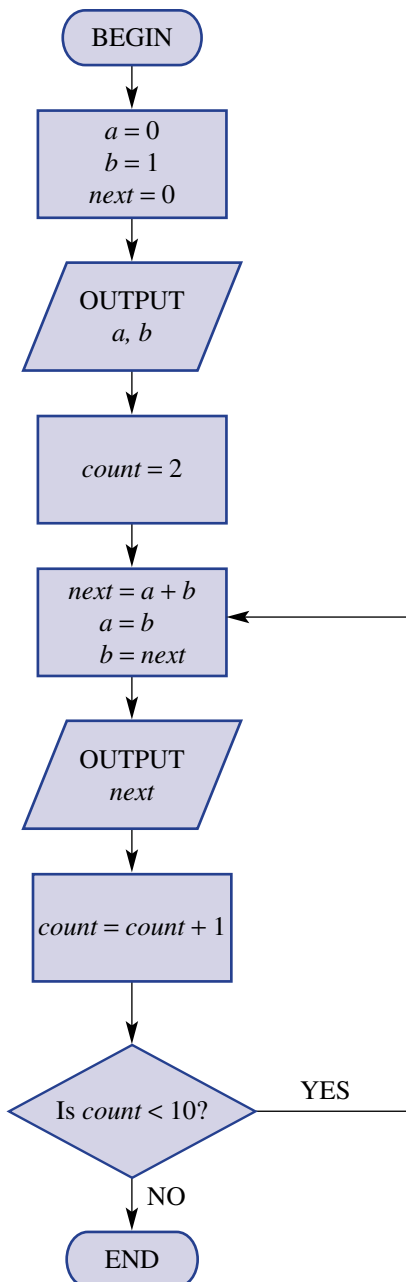 BEGIN
a = 0
b = 1
next = 0
OUTPUT
a, b
count = 2
next = a + b
a = b
b = next
OUTPUT
next
count = count + 1
Is count < 10?
YES
NO
END